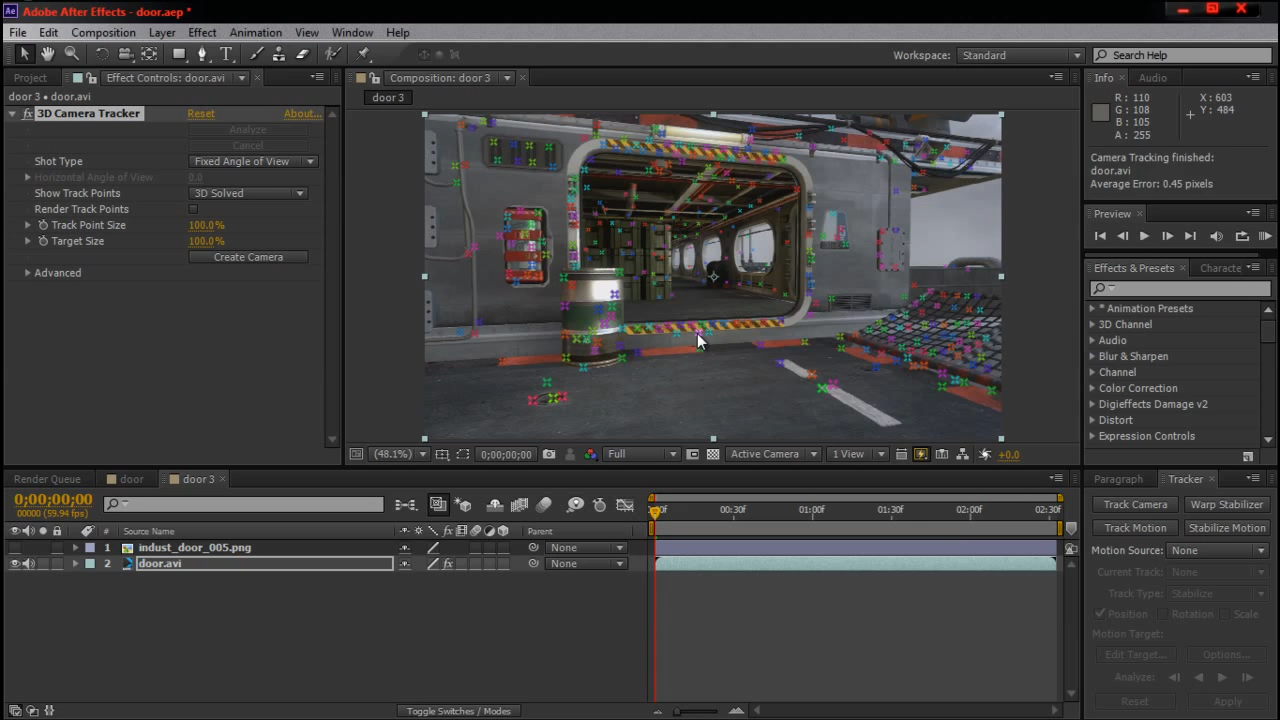 Adobe After Effects - door.aep *
File Edit Composition Layer Effect Animation View Window Help
Workspace: Standard Search Help
Project Effect Controls: door.avi
door 3 • door.avi
3D Camera Tracker Reset About...
Analyze
Cancel
Shot Type Fixed Angle of View
Horizontal Angle of View 0.0
Show Track Points 3D Solved
Render Track Points
Track Point Size 100.0%
Target Size 100.0%
Create Camera
Advanced
Composition: door 3
door 3
(48.1%) 0;00;00;00 Full Active Camera 1 View +0.0
Info Audio
R: 110
G: 108
B: 105
A: 255
X: 603
Y: 484
Camera Tracking finished:
door.avi
Average Error: 0.45 pixels
Preview
Effects & Presets Characte
* Animation Presets
3D Channel
Audio
Blur & Sharpen
Channel
Color Correction
Digieffects Damage v2
Distort
Expression Controls
Render Queue door door 3
0;00;00;00
00000 (59.94 fps)
# Source Name Parent
1 indust_door_005.png None
2 door.avi None
00:30f 01:00f 01:30f 02:00f 02:30f
Toggle Switches / Modes
Paragraph Tracker
Track Camera Warp Stabilizer
Track Motion Stabilize Motion
Motion Source: None
Current Track: None
Track Type: Stabilize
Position Rotation Scale
Motion Target:
Edit Target... Options...
Analyze:
Reset Apply